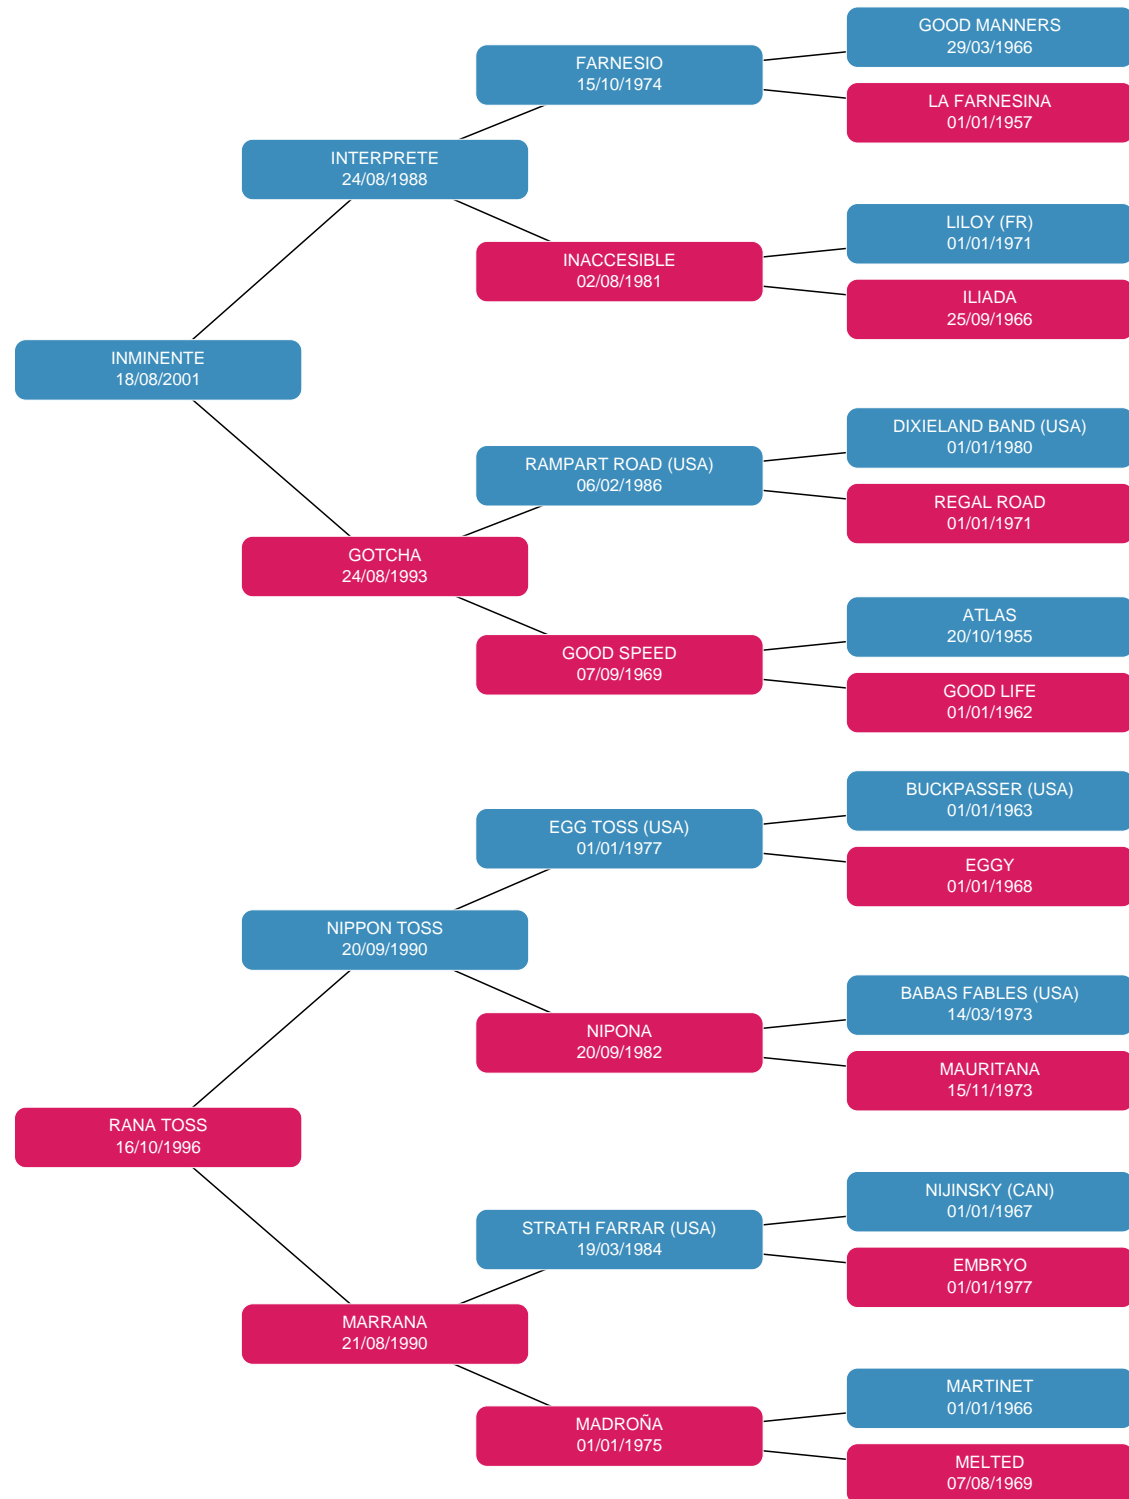 GOOD MANNERS
29/03/1966
FARNESIO
15/10/1974
LA FARNESINA
01/01/1957
INTERPRETE
24/08/1988
LILOY (FR)
01/01/1971
INACCESIBLE
02/08/1981
ILIADA
25/09/1966
INMINENTE
18/08/2001
DIXIELAND BAND (USA)
01/01/1980
RAMPART ROAD (USA)
06/02/1986
REGAL ROAD
01/01/1971
GOTCHA
24/08/1993
ATLAS
20/10/1955
GOOD SPEED
07/09/1969
GOOD LIFE
01/01/1962
BUCKPASSER (USA)
01/01/1963
EGG TOSS (USA)
01/01/1977
EGGY
01/01/1968
NIPPON TOSS
20/09/1990
BABAS FABLES (USA)
14/03/1973
NIPONA
20/09/1982
MAURITANA
15/11/1973
RANA TOSS
16/10/1996
NIJINSKY (CAN)
01/01/1967
STRATH FARRAR (USA)
19/03/1984
EMBRYO
01/01/1977
MARRANA
21/08/1990
MARTINET
01/01/1966
MADROÑA
01/01/1975
MELTED
07/08/1969